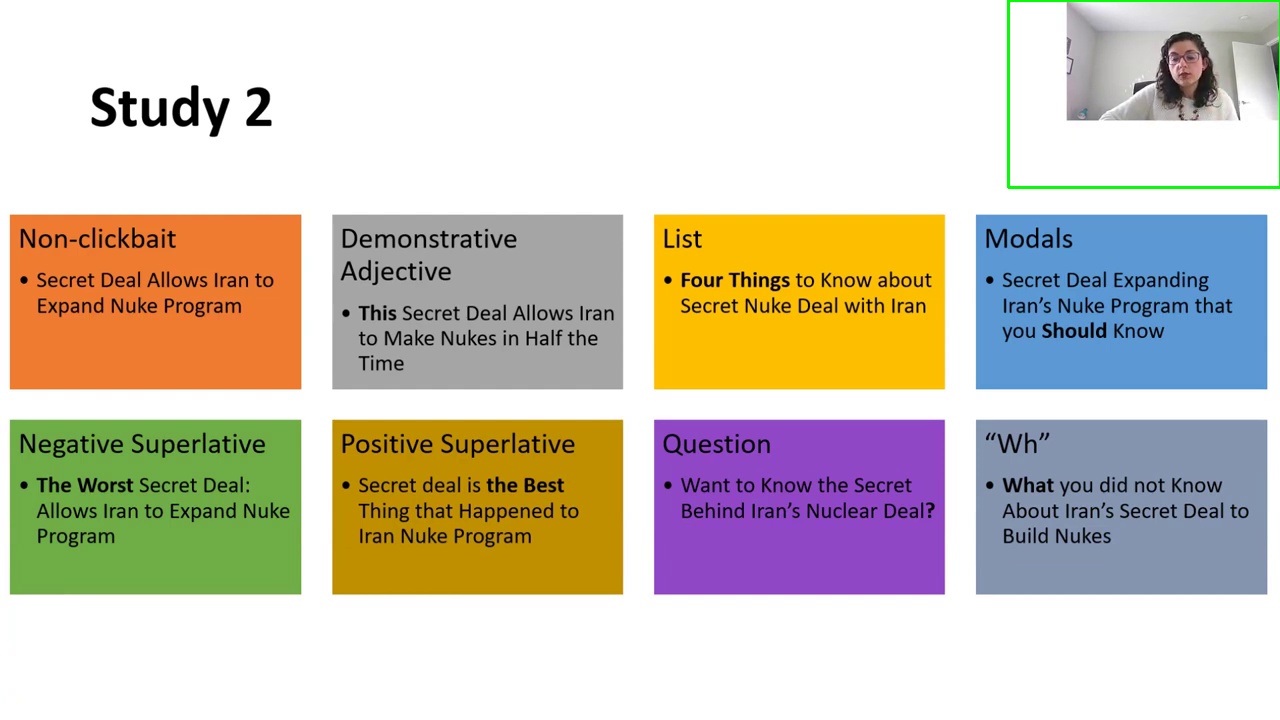 Study 2
Non-clickbait
• Secret Deal Allows Iran to
Expand Nuke Program
Demonstrative
Adjective
• This Secret Deal Allows Iran
to Make Nukes in Half the
Time
List
• Four Things to Know about
Secret Nuke Deal with Iran
Modals
• Secret Deal Expanding
Iran’s Nuke Program that
you Should Know
Negative Superlative
• The Worst Secret Deal:
Allows Iran to Expand Nuke
Program
Positive Superlative
• Secret deal is the Best
Thing that Happened to
Iran Nuke Program
Question
• Want to Know the Secret
Behind Iran’s Nuclear Deal?
“Wh”
• What you did not Know
About Iran’s Secret Deal to
Build Nukes